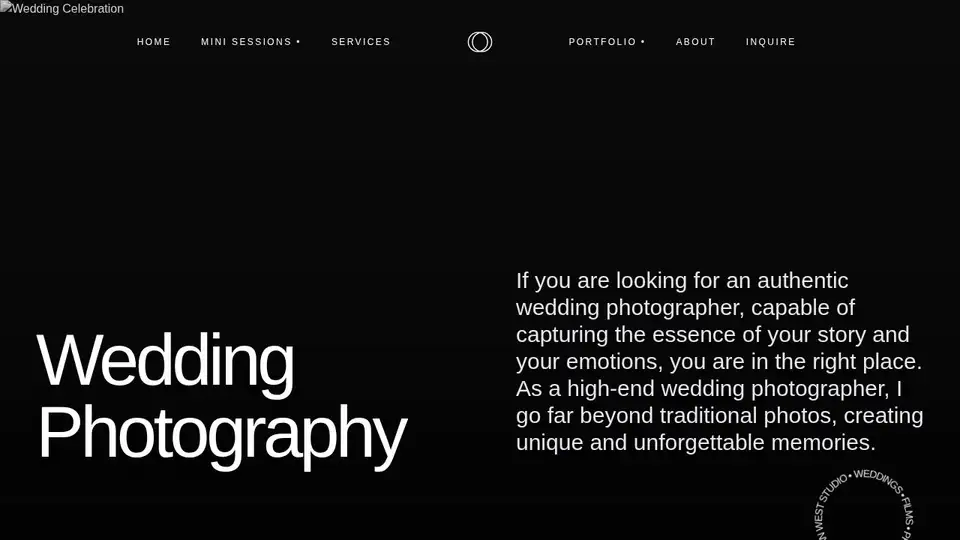 Wedding Celebration
HOME
MINI SESSIONS •
SERVICES
PORTFOLIO •
ABOUT
INQUIRE
If you are looking for an authentic
wedding photographer, capable of
capturing the essence of your story and
your emotions, you are in the right place.
As a high-end wedding photographer, I
go far beyond traditional photos, creating
unique and unforgettable memories.
Wedding
Photography
WEST STUDIO • WEDDINGS • FILMS •